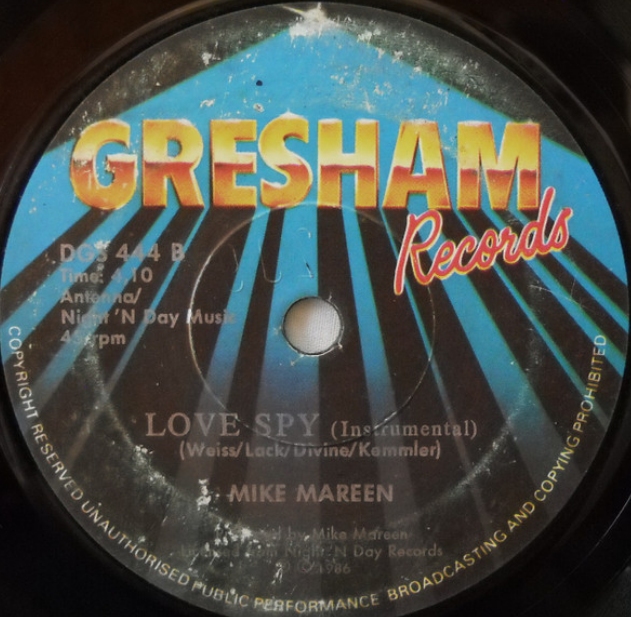 GRESHAM
Records
DGS 444 B
Time: 4.10
Antenna/
Night 'N Day Music
45 rpm
LOVE SPY (Instrumental)
(Weiss/Lack/Divine/Kemmler)
MIKE MAREEN
by Mike Mareen
Licensed from Night 'N Day Records
1986
COPYRIGHT RESERVED UNAUTHORISED PUBLIC PERFORMANCE BROADCASTING AND COPYING PROHIBITED